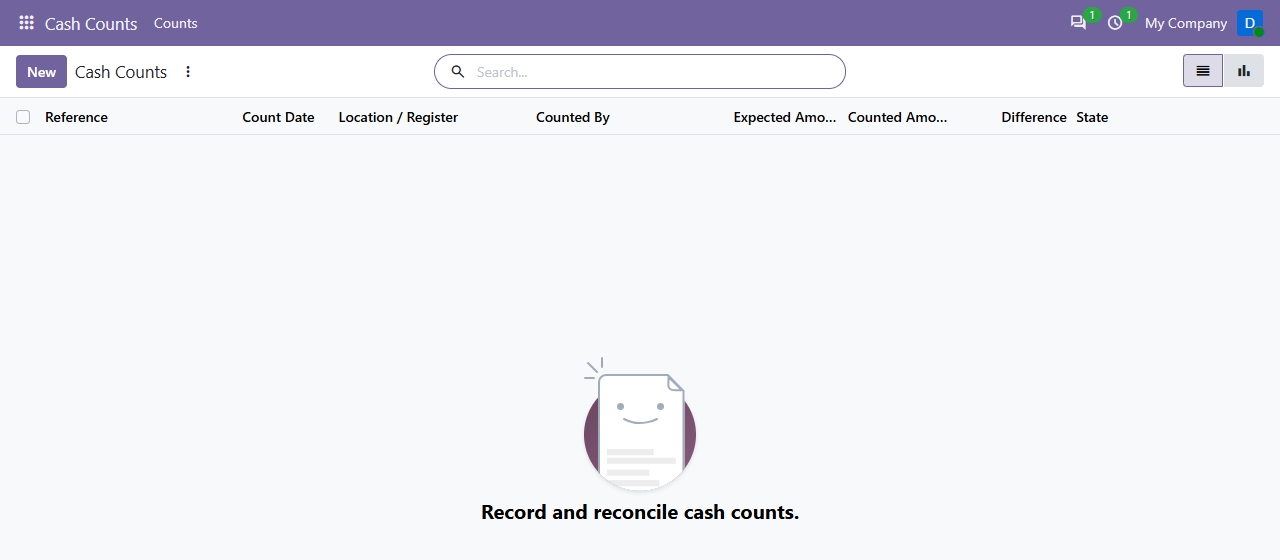 Cash Counts Counts 1 1 My Company D
New Cash Counts Search...
Reference Count Date Location / Register Counted By Expected Amo... Counted Amo... Difference State
Record and reconcile cash counts.